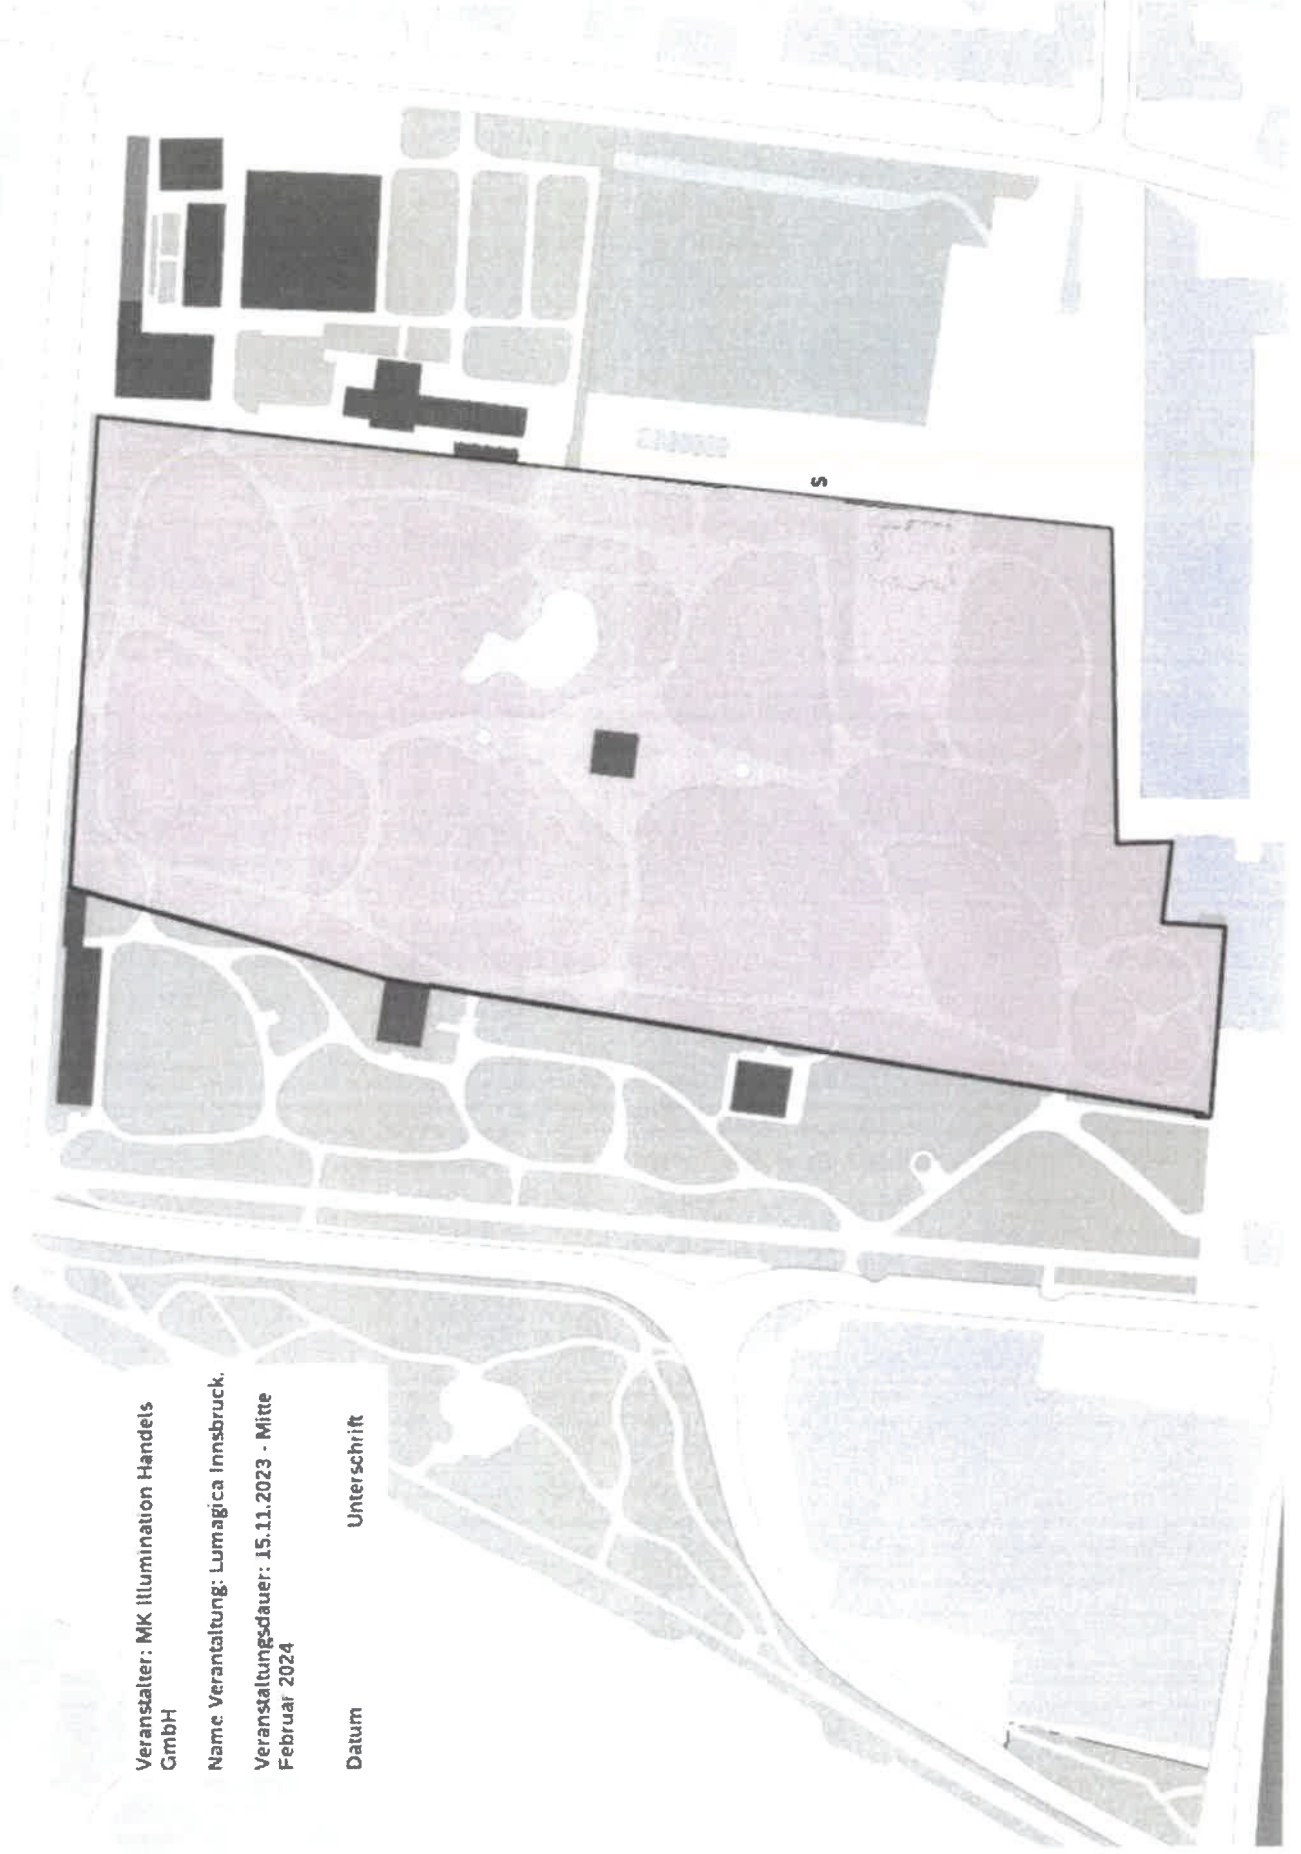 Veranstalter: MK Illumination Handels
GmbH
Name Verantaltung: Lumagica Innsbruck.
Veranstaltungsdauer: 15.11.2023 - Mitte
Februar 2024
Datum Unterschrift
S